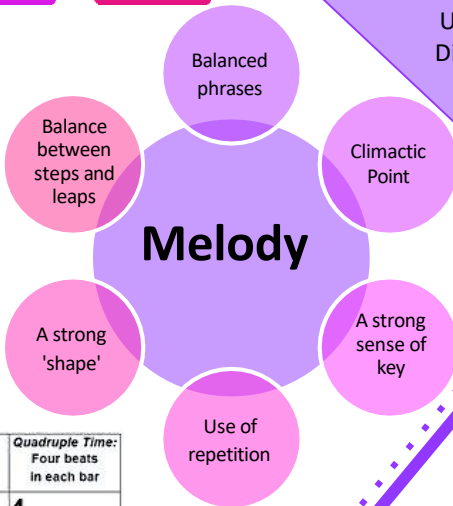 U
Di
Balanced
phrases
Balance
between
steps and
leaps
Climactic
Point
Melody
A strong
'shape'
A strong
sense of
key
Use of
repetition
Quadruple Time:
Four beats
in each bar
4